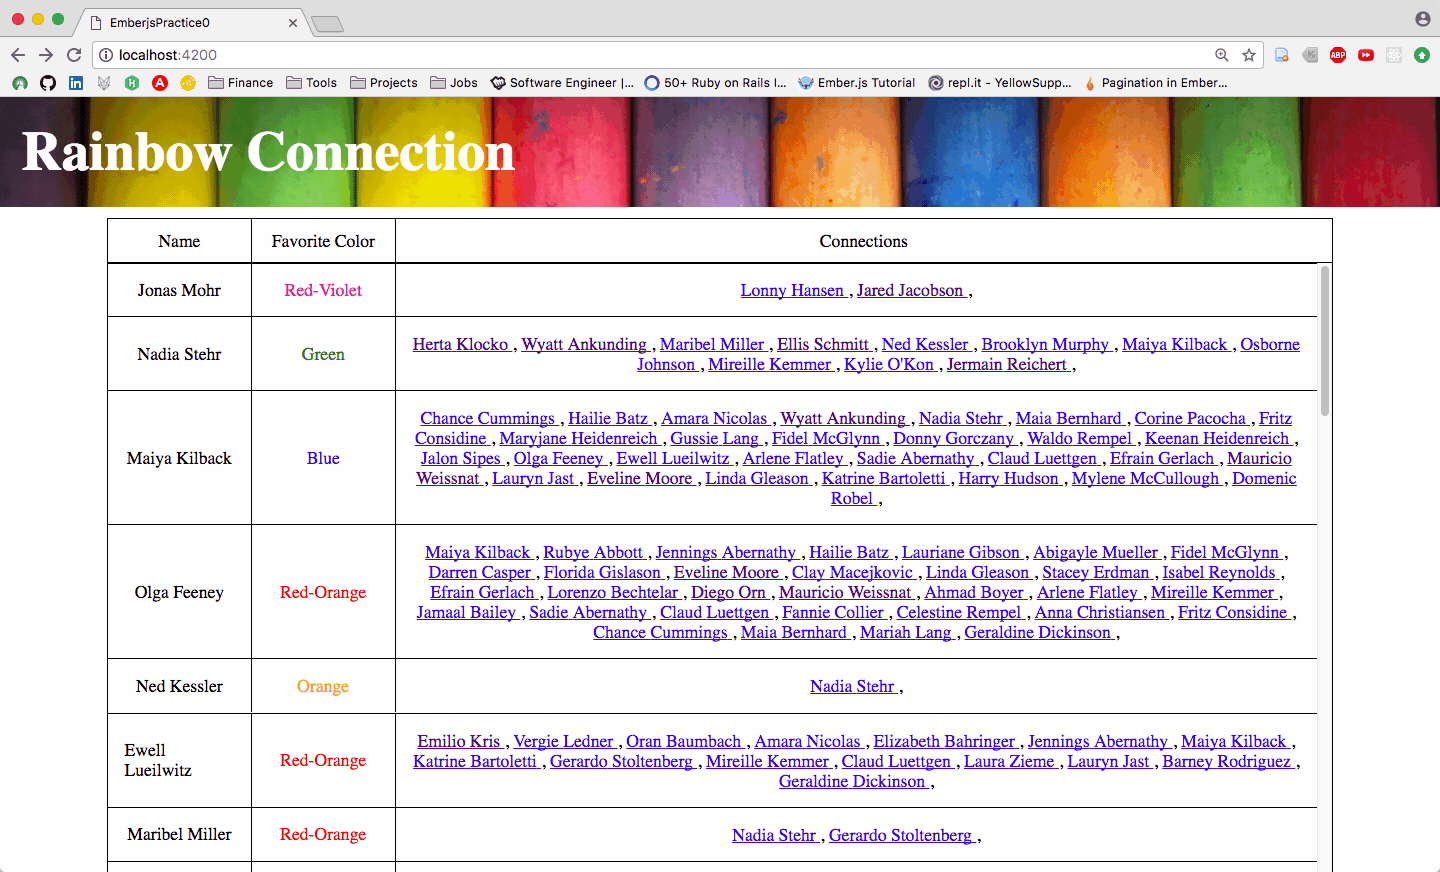 EmberjsPractice0
localhost:4200
Finance Tools Projects Jobs Software Engineer |... 50+ Ruby on Rails I... Ember.js Tutorial repl.it - YellowSupp... Pagination in Ember...
ABP
Rainbow Connection
Name Favorite Color Connections
Jonas Mohr Red-Violet Lonny Hansen , Jared Jacobson ,
Nadia Stehr Green Herta Klocko , Wyatt Ankunding , Maribel Miller , Ellis Schmitt , Ned Kessler , Brooklyn Murphy , Maiya Kilback , Osborne
Johnson , Mireille Kemmer , Kylie O'Kon , Jermain Reichert ,
Maiya Kilback Blue Chance Cummings , Hailie Batz , Amara Nicolas , Wyatt Ankunding , Nadia Stehr , Maia Bernhard , Corine Pacocha , Fritz
Considine , Maryjane Heidenreich , Gussie Lang , Fidel McGlynn , Donny Gorczany , Waldo Rempel , Keenan Heidenreich ,
Jalon Sipes , Olga Feeney , Ewell Lueilwitz , Arlene Flatley , Sadie Abernathy , Claud Luettgen , Efrain Gerlach , Mauricio
Weissnat , Lauryn Jast , Eveline Moore , Linda Gleason , Katrine Bartoletti , Harry Hudson , Mylene McCullough , Domenic
Robel ,
Olga Feeney Red-Orange Maiya Kilback , Rubye Abbott , Jennings Abernathy , Hailie Batz , Lauriane Gibson , Abigayle Mueller , Fidel McGlynn ,
Darren Casper , Florida Gislason , Eveline Moore , Clay Macejkovic , Linda Gleason , Stacey Erdman , Isabel Reynolds ,
Efrain Gerlach , Lorenzo Bechtelar , Diego Orn , Mauricio Weissnat , Ahmad Boyer , Arlene Flatley , Mireille Kemmer ,
Jamaal Bailey , Sadie Abernathy , Claud Luettgen , Fannie Collier , Celestine Rempel , Anna Christiansen , Fritz Considine ,
Chance Cummings , Maia Bernhard , Mariah Lang , Geraldine Dickinson ,
Ned Kessler Orange Nadia Stehr ,
Ewell Lueilwitz Red-Orange Emilio Kris , Vergie Ledner , Oran Baumbach , Amara Nicolas , Elizabeth Bahringer , Jennings Abernathy , Maiya Kilback ,
Katrine Bartoletti , Gerardo Stoltenberg , Mireille Kemmer , Claud Luettgen , Laura Zieme , Lauryn Jast , Barney Rodriguez ,
Geraldine Dickinson ,
Maribel Miller Red-Orange Nadia Stehr , Gerardo Stoltenberg ,